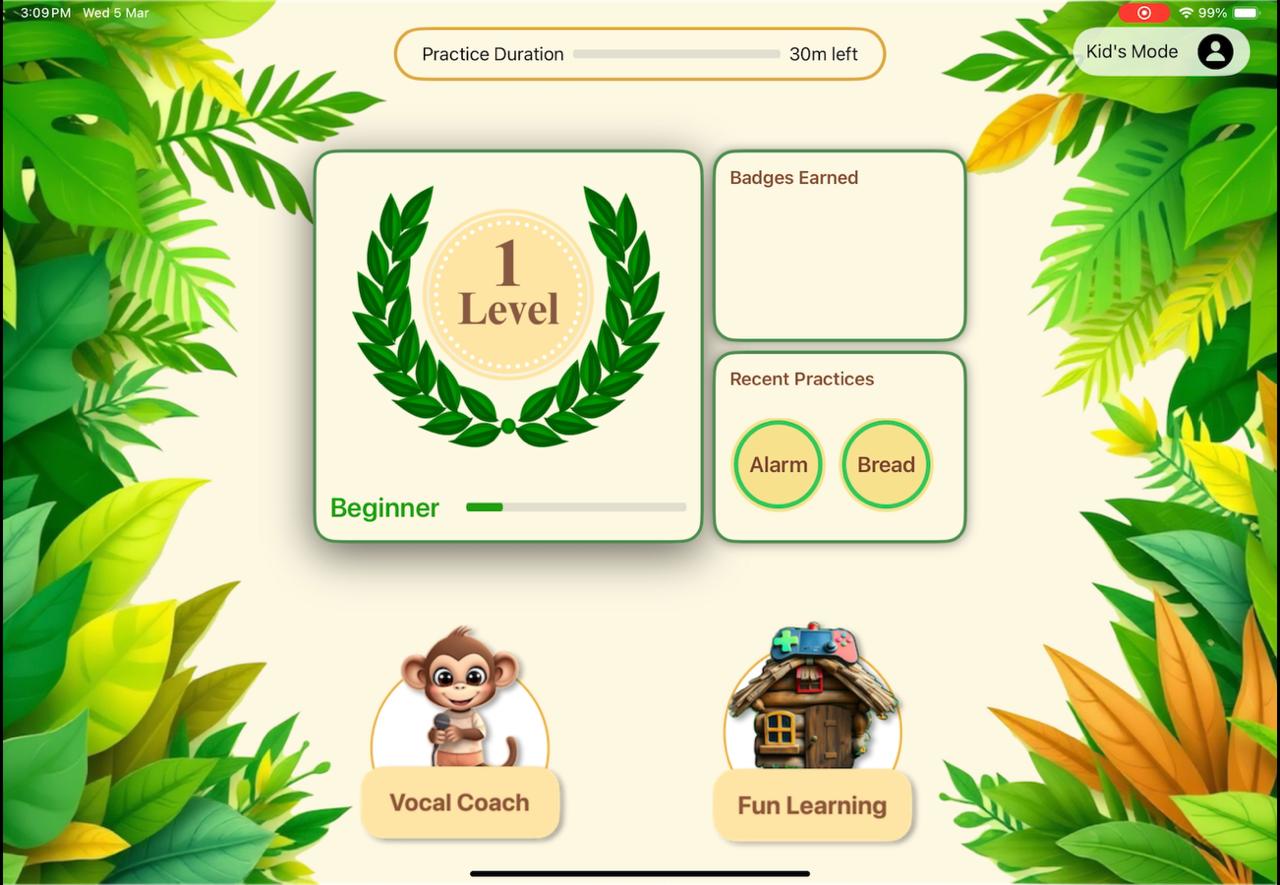 3:09 PM Wed 5 Mar
99%
Practice Duration 30m left
Kid's Mode
1
Level
Beginner
Badges Earned
Recent Practices
Alarm Bread
Vocal Coach
Fun Learning